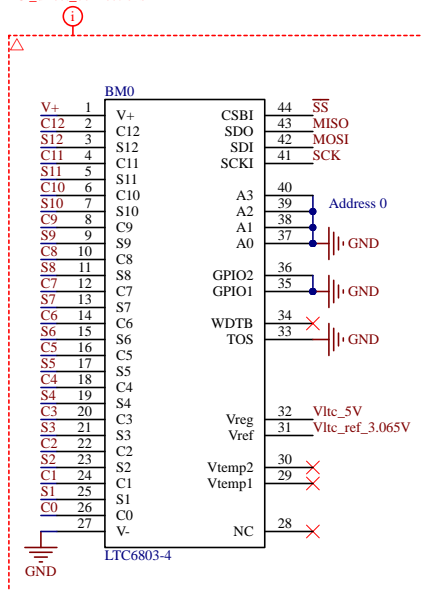 BM0
V+ 1 V+ CSBI 44 SS
C12 2 C12 SDO 43 MISO
S12 3 S12 SDI 42 MOSI
C11 4 C11 SCKI 41 SCK
S11 5 S11
C10 6 C10 A3 40
S10 7 S10 A2 39 Address 0
C9 8 C9 A1 38
S9 9 S9 A0 37 GND
C8 10 C8
S8 11 S8 GPIO2 36
C7 12 C7 GPIO1 35 GND
S7 13 S7
C6 14 C6 WDTB 34
S6 15 S6 TOS 33 GND
C5 16 C5
S5 17 S5
C4 18 C4
S4 19 S4
C3 20 C3 Vreg 32 Vltc_5V
S3 21 S3 Vref 31 Vltc_ref_3.065V
C2 22 C2
S2 23 S2 Vtemp2 30
C1 24 C1 Vtemp1 29
S1 25 S1
C0 26 C0
27 V- NC 28
LTC6803-4
GND